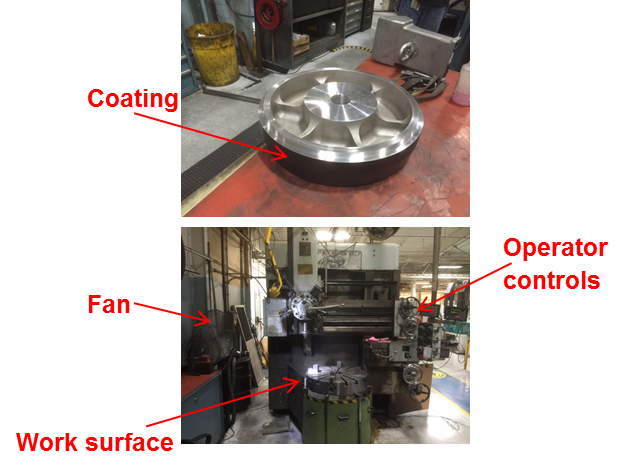 Coating
Operator
controls
Fan
Work surface